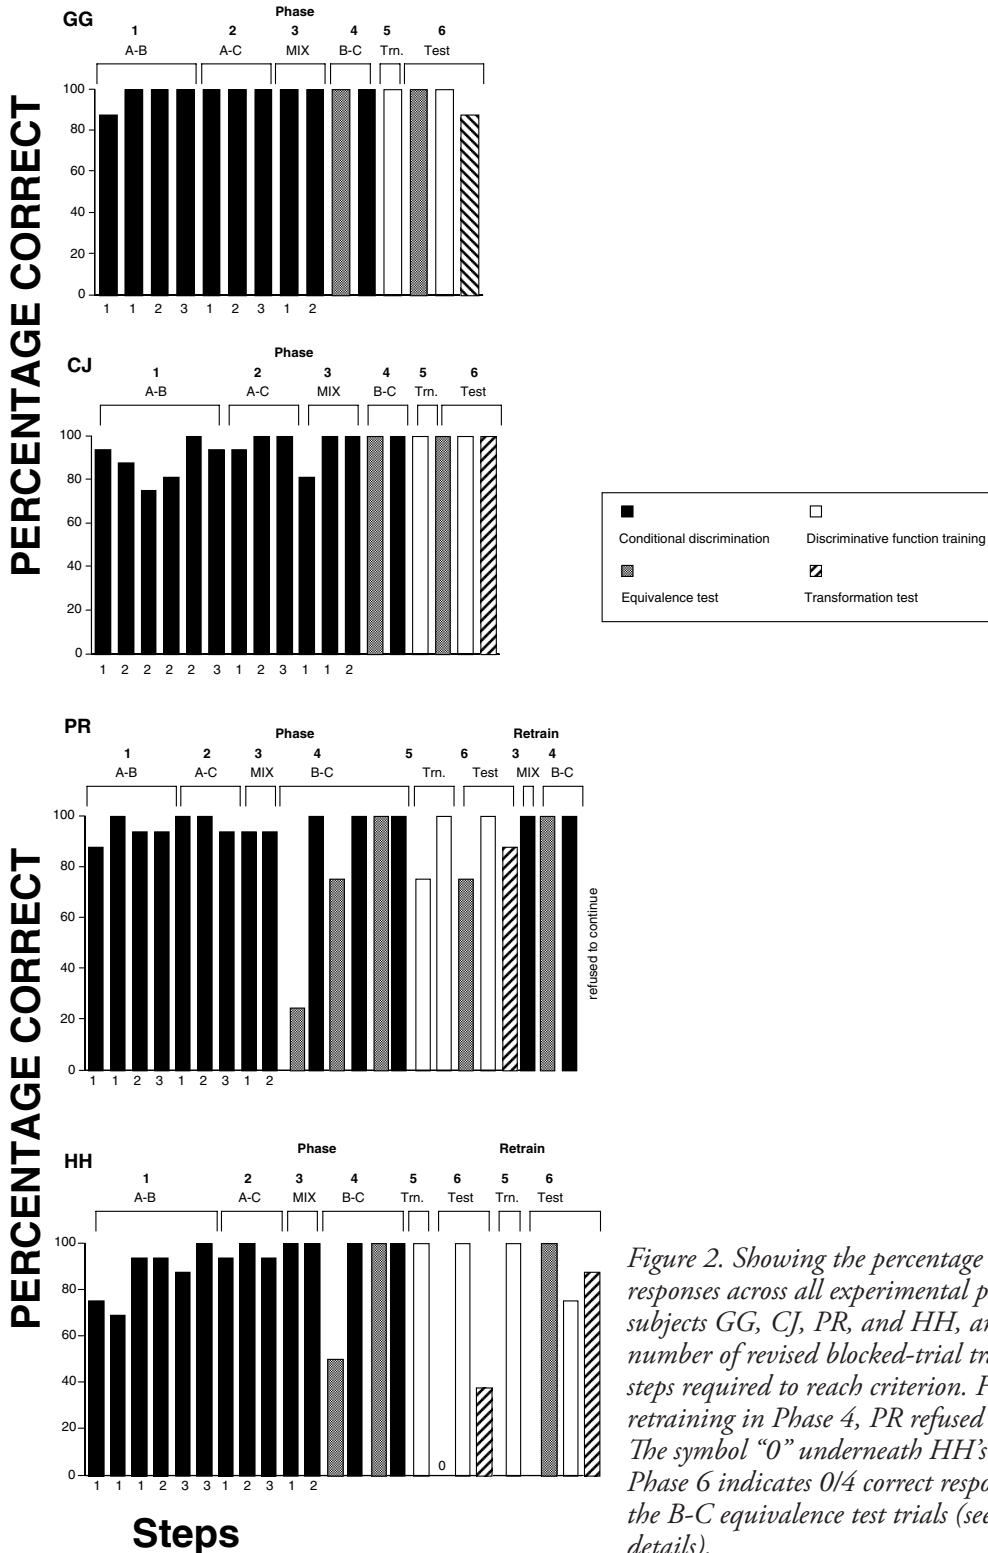 Phase
GG
1 2 3 4 5 6
A-B A-C MIX B-C Trn. Test
PERCENTAGE CORRECT
100
80
60
40
20
0
1 1 2 3 1 2 3 1 2
Phase
CJ
1 2 3 4 5 6
A-B A-C MIX B-C Trn. Test
100
80
60
40
20
0
1 2 2 2 2 3 1 2 3 1 1 2
Conditional discrimination
Discriminative function training
Equivalence test
Transformation test
PR
Phase Retrain
1 2 3 4 5 6 3 4
A-B A-C MIX B-C Trn. Test MIX B-C
PERCENTAGE CORRECT
100
80
60
40
20
0
refused to continue
1 1 2 3 1 2 3 1 2
Phase Retrain
HH
1 2 3 4 5 6 5 6
A-B A-C MIX B-C Trn. Test Trn. Test
100
80
60
40
20
0
0
1 1 1 2 3 3 1 2 3 1 2
Steps
Figure 2. Showing the percentage
responses across all experimental p
subjects GG, CJ, PR, and HH, an
number of revised blocked-trial tr
steps required to reach criterion. F
retraining in Phase 4, PR refused
The symbol “0” underneath HH’s
Phase 6 indicates 0/4 correct respo
the B-C equivalence test trials (see
details).